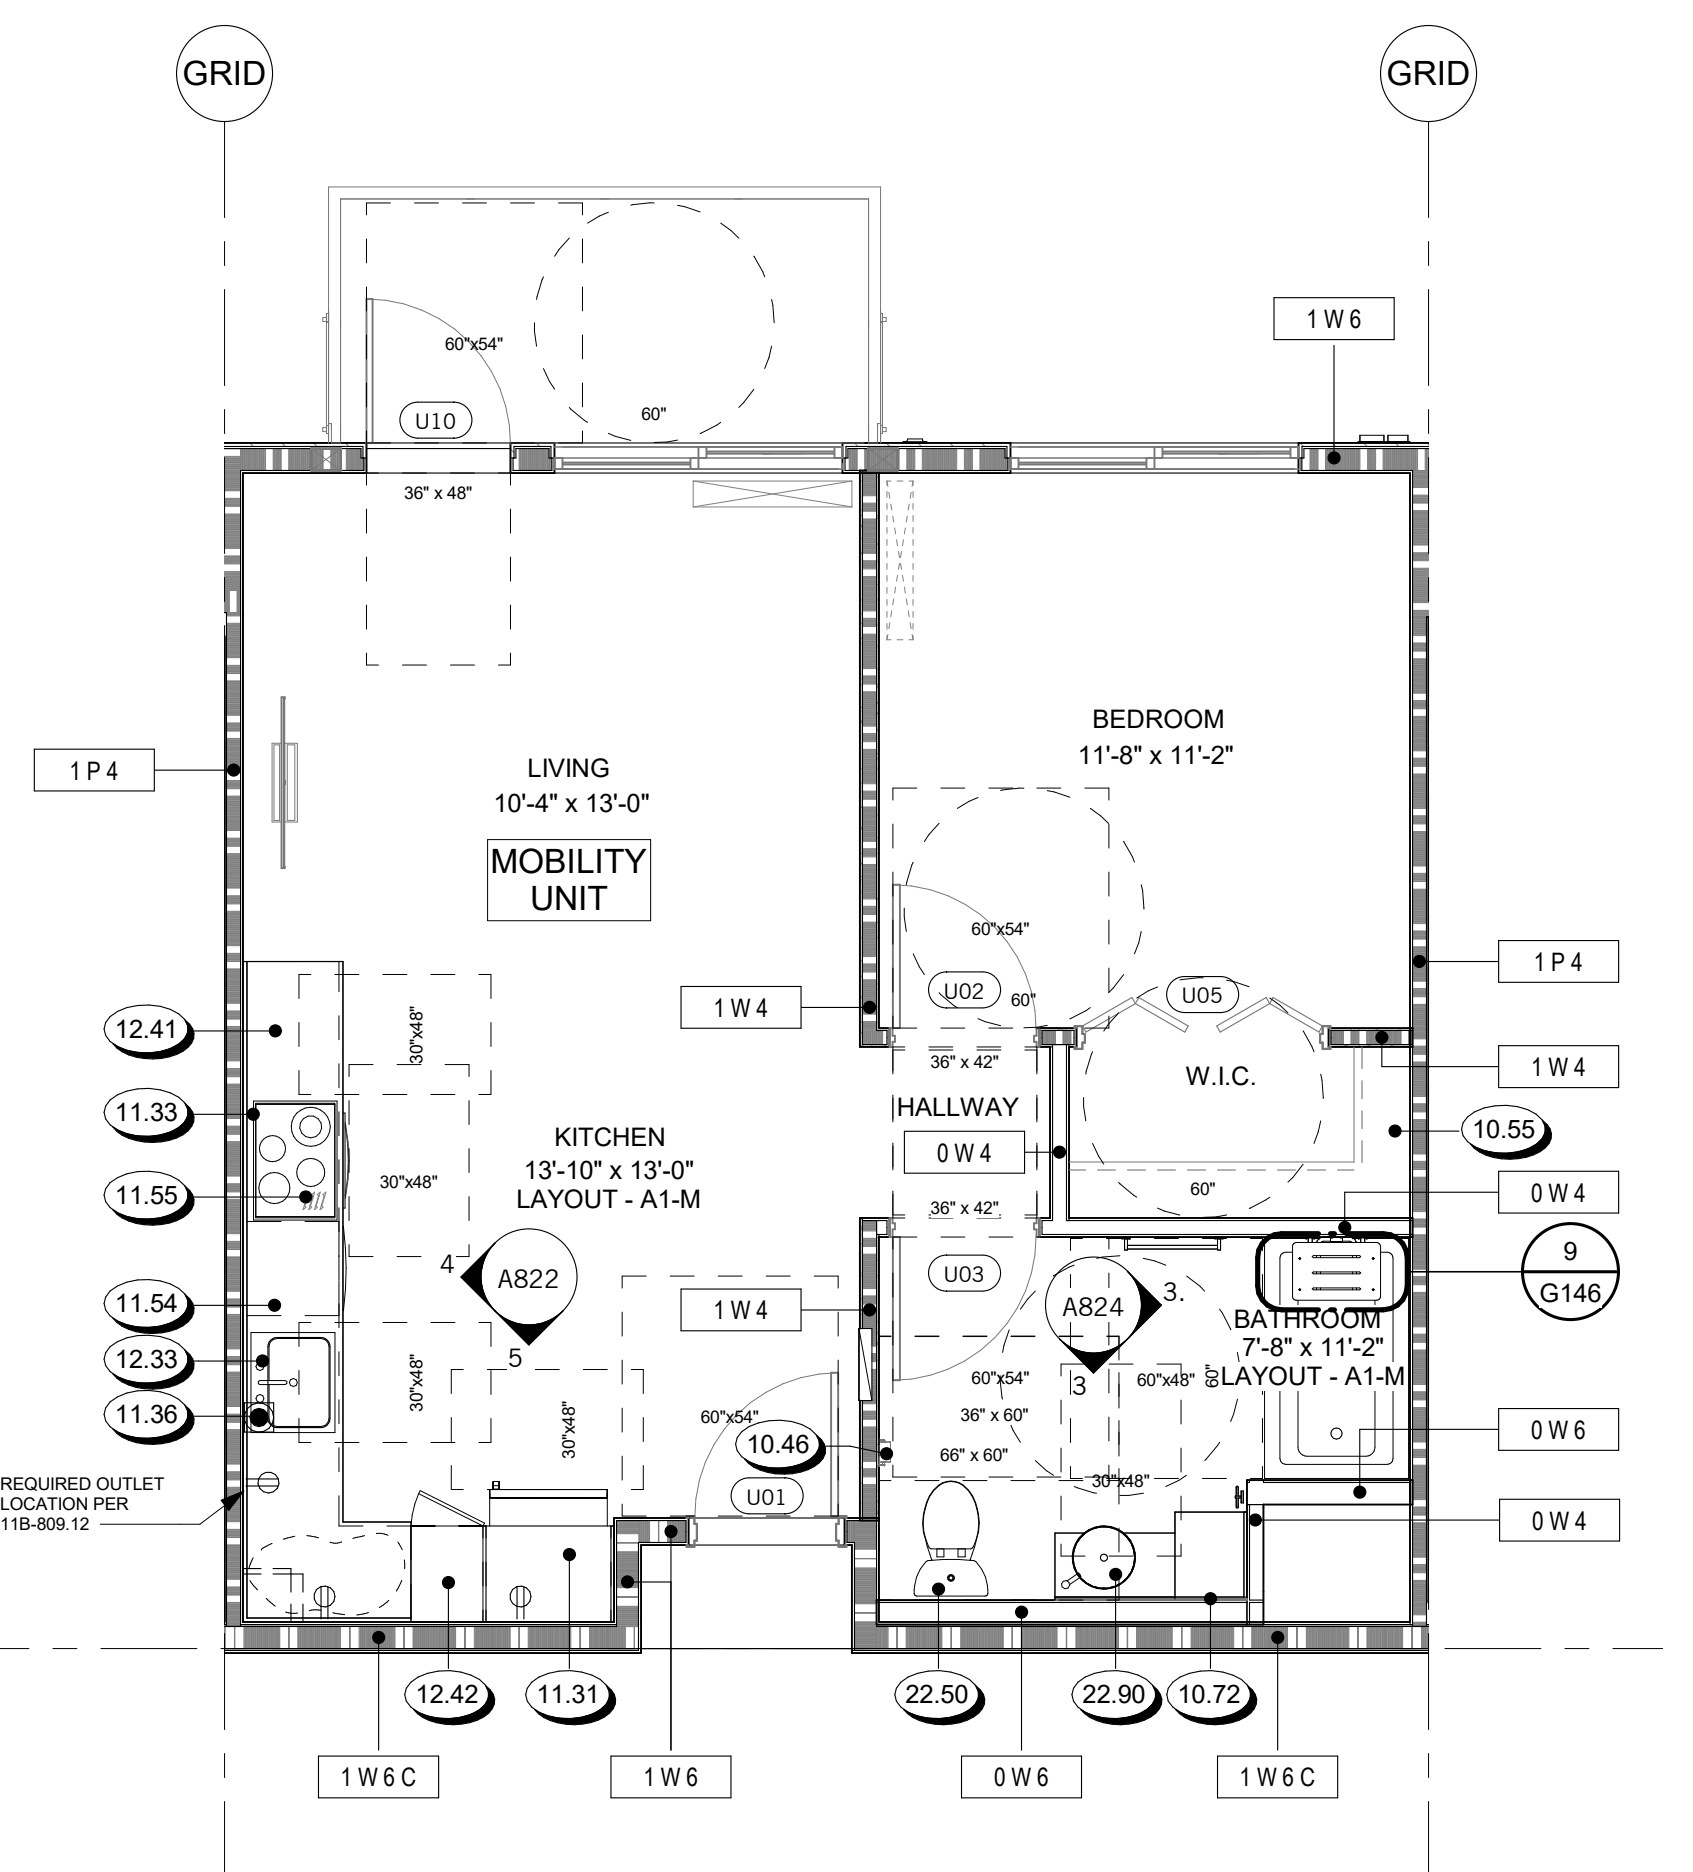 GRID
GRID
1 W 6
60"x54"
60"
U10
36" x 48"
BEDROOM
11'-8" x 11'-2"
LIVING
10'-4" x 13'-0"
1 P 4
MOBILITY
UNIT
60"x54"
1 P 4
U02
60"
U05
1 W 4
12.41
30"x48"
36" x 42"
W.I.C.
1 W 4
11.33
HALLWAY
10.55
KITCHEN
13'-10" x 13'-0"
LAYOUT - A1-M
0 W 4
30"x48"
11.55
60"
36" x 42"
0 W 4
4
A822
5
U03
9
G146
11.54
1 W 4
A824
3.
3
BATHROOM
7'-8" x 11'-2"
LAYOUT - A1-M
12.33
30"x48"
60"x54"
60"x48"
60"
11.36
30"x48"
60"x54"
36" x 60"
10.46
66" x 60"
0 W 6
REQUIRED OUTLET
LOCATION PER
11B-809.12
U01
30"x48"
0 W 4
12.42
11.31
22.50
22.90
10.72
1 W 6 C
1 W 6
0 W 6
1 W 6 C